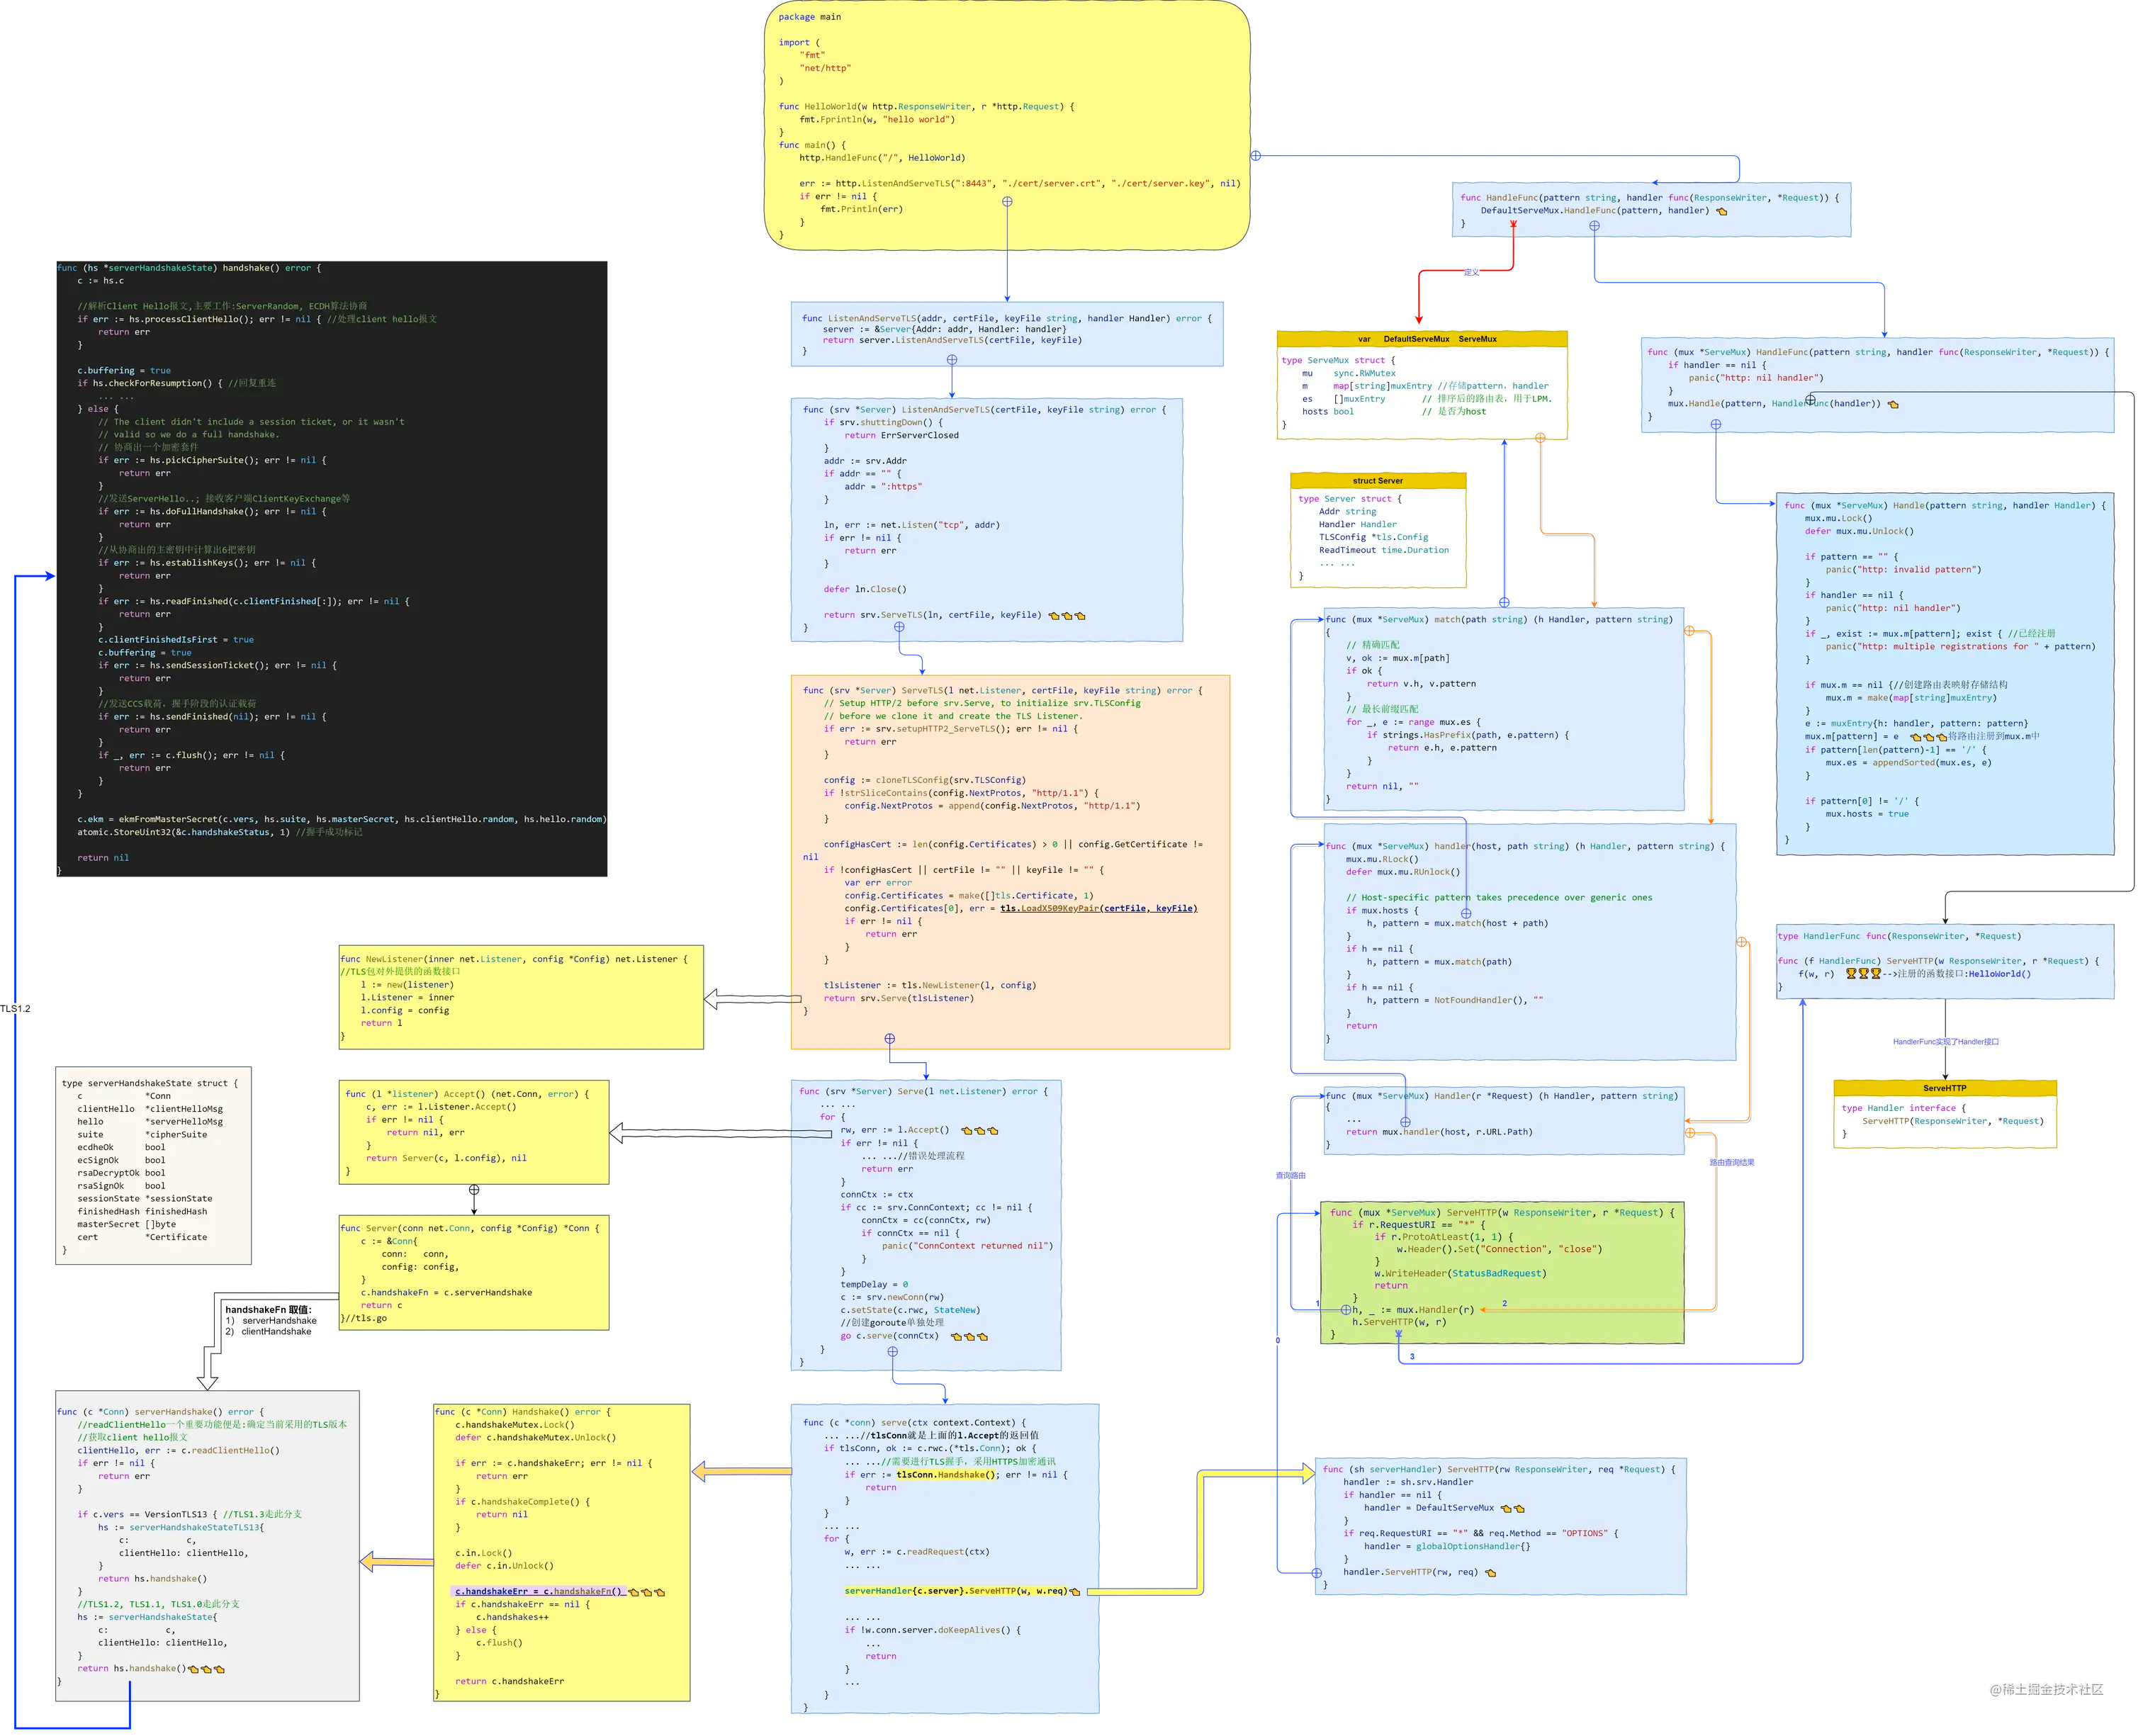 package main
import (
"fmt"
"net/http"
)
func HelloWorld(w http.ResponseWriter, r *http.Request) {
fmt.Fprintln(w, "hello world")
}
func main() {
http.HandleFunc("/", HelloWorld)
err := http.ListenAndServeTLS(":8443", "./cert/server.crt", "./cert/server.key", nil)
if err != nil {
fmt.Println(err)
}
}
func HandleFunc(pattern string, handler func(ResponseWriter, *Request)) {
DefaultServeMux.HandleFunc(pattern, handler) 👈
}
定义
func (hs *serverHandshakeState) handshake() error {
c := hs.c
//解析Client Hello报文,主要工作:ServerRandom, ECDH算法协商
if err := hs.processClientHello(); err != nil { //处理client hello报文
return err
}
c.buffering = true
if hs.checkForResumption() { //回复重连
... ...
} else {
// The client didn't include a session ticket, or it wasn't
// valid so we do a full handshake.
// 协商出一个加密套件
if err := hs.pickCipherSuite(); err != nil {
return err
}
//发送ServerHello..; 接收客户端ClientKeyExchange等
if err := hs.doFullHandshake(); err != nil {
return err
}
//从协商出的主密钥中计算出6把密钥
if err := hs.establishKeys(); err != nil {
return err
}
if err := hs.readFinished(c.clientFinished[:]); err != nil {
return err
}
c.clientFinishedIsFirst = true
c.buffering = true
if err := hs.sendSessionTicket(); err != nil {
return err
}
//发送CCS载荷, 握手阶段的认证载荷
if err := hs.sendFinished(nil); err != nil {
return err
}
if _, err := c.flush(); err != nil {
return err
}
}
c.ekm = ekmFromMasterSecret(c.vers, hs.suite, hs.masterSecret, hs.clientHello.random, hs.hello.random)
atomic.StoreUint32(&c.handshakeStatus, 1) //握手成功标记
return nil
}
func ListenAndServeTLS(addr, certFile, keyFile string, handler Handler) error {
server := &Server{Addr: addr, Handler: handler}
return server.ListenAndServeTLS(certFile, keyFile)
}
func (srv *Server) ListenAndServeTLS(certFile, keyFile string) error {
if srv.shuttingDown() {
return ErrServerClosed
}
addr := srv.Addr
if addr == "" {
addr = ":https"
}
ln, err := net.Listen("tcp", addr)
if err != nil {
return err
}
defer ln.Close()
return srv.ServeTLS(ln, certFile, keyFile) 👈👈👈
}
func (srv *Server) ServeTLS(l net.Listener, certFile, keyFile string) error {
// Setup HTTP/2 before srv.Serve, to initialize srv.TLSConfig
// before we clone it and create the TLS Listener.
if err := srv.setupHTTP2_ServeTLS(); err != nil {
return err
}
config := cloneTLSConfig(srv.TLSConfig)
if !strSliceContains(config.NextProtos, "http/1.1") {
config.NextProtos = append(config.NextProtos, "http/1.1")
}
configHasCert := len(config.Certificates) > 0 || config.GetCertificate !=
nil
if !configHasCert || certFile != "" || keyFile != "" {
var err error
config.Certificates = make([]tls.Certificate, 1)
config.Certificates[0], err = tls.LoadX509KeyPair(certFile, keyFile)
if err != nil {
return err
}
}
tlsListener := tls.NewListener(l, config)
return srv.Serve(tlsListener)
}
var DefaultServeMux ServeMux
type ServeMux struct {
mu sync.RWMutex
m map[string]muxEntry //存储pattern, handler
es []muxEntry // 排序后的路由表, 用于LPM.
hosts bool // 是否为host
}
struct Server
type Server struct {
Addr string
Handler Handler
TLSConfig *tls.Config
ReadTimeout time.Duration
... ...
}
func (mux *ServeMux) HandleFunc(pattern string, handler func(ResponseWriter, *Request)) {
if handler == nil {
panic("http: nil handler")
}
mux.Handle(pattern, HandlerFunc(handler)) 👈
}
func (mux *ServeMux) Handle(pattern string, handler Handler) {
mux.mu.Lock()
defer mux.mu.Unlock()
if pattern == "" {
panic("http: invalid pattern")
}
if handler == nil {
panic("http: nil handler")
}
if _, exist := mux.m[pattern]; exist { //已经注册
panic("http: multiple registrations for " + pattern)
}
if mux.m == nil {//创建路由表映射存储结构
mux.m = make(map[string]muxEntry)
}
e := muxEntry{h: handler, pattern: pattern}
mux.m[pattern] = e 👈👈👈将路由注册到mux.m中
if pattern[len(pattern)-1] == '/' {
mux.es = appendSorted(mux.es, e)
}
if pattern[0] != '/' {
mux.hosts = true
}
}
func (mux *ServeMux) match(path string) (h Handler, pattern string)
{
// 精确匹配
v, ok := mux.m[path]
if ok {
return v.h, v.pattern
}
// 最长前缀匹配
for _, e := range mux.es {
if strings.HasPrefix(path, e.pattern) {
return e.h, e.pattern
}
}
return nil, ""
}
func (mux *ServeMux) handler(host, path string) (h Handler, pattern string) {
mux.mu.RLock()
defer mux.mu.RUnlock()
// Host-specific pattern takes precedence over generic ones
if mux.hosts {
h, pattern = mux.match(host + path)
}
if h == nil {
h, pattern = mux.match(path)
}
if h == nil {
h, pattern = NotFoundHandler(), ""
}
return
}
type HandlerFunc func(ResponseWriter, *Request)
func (f HandlerFunc) ServeHTTP(w ResponseWriter, r *Request) {
f(w, r) 🏆🏆🏆-->注册的函数接口:HelloWorld()
}
HandlerFunc实现了Handler接口
ServeHTTP
type Handler interface {
ServeHTTP(ResponseWriter, *Request)
}
func (mux *ServeMux) Handler(r *Request) (h Handler, pattern string)
{
...
return mux.handler(host, r.URL.Path)
}
查询路由
路由查询结果
func (mux *ServeMux) ServeHTTP(w ResponseWriter, r *Request) {
if r.RequestURI == "*" {
if r.ProtoAtLeast(1, 1) {
w.Header().Set("Connection", "close")
}
w.WriteHeader(StatusBadRequest)
return
}
h, _ := mux.Handler(r)
h.ServeHTTP(w, r)
}
1
2
0
3
func NewListener(inner net.Listener, config *Config) net.Listener {
//TLS包对外提供的函数接口
l := new(listener)
l.Listener = inner
l.config = config
return l
}
TLS1.2
type serverHandshakeState struct {
c *Conn
clientHello *clientHelloMsg
hello *serverHelloMsg
suite *cipherSuite
ecdheOk bool
ecSignOk bool
rsaDecryptOk bool
rsaSignOk bool
sessionState *sessionState
finishedHash finishedHash
masterSecret []byte
cert *Certificate
}
func (l *listener) Accept() (net.Conn, error) {
c, err := l.Listener.Accept()
if err != nil {
return nil, err
}
return Server(c, l.config), nil
}
func Server(conn net.Conn, config *Config) *Conn {
c := &Conn{
conn: conn,
config: config,
}
c.handshakeFn = c.serverHandshake
return c
}//tls.go
handshakeFn 取值:
1) serverHandshake
2) clientHandshake
func (srv *Server) Serve(l net.Listener) error {
... ...
for {
rw, err := l.Accept() 👈👈👈
if err != nil {
... ...//错误处理流程
return err
}
connCtx := ctx
if cc := srv.ConnContext; cc != nil {
connCtx = cc(connCtx, rw)
if connCtx == nil {
panic("ConnContext returned nil")
}
}
tempDelay = 0
c := srv.newConn(rw)
c.setState(c.rwc, StateNew)
//创建goroute单独处理
go c.serve(connCtx) 👈👈👈
}
}
func (c *Conn) serverHandshake() error {
//readClientHello一个重要功能便是:确定当前采用的TLS版本
//获取client hello报文
clientHello, err := c.readClientHello()
if err != nil {
return err
}
if c.vers == VersionTLS13 { //TLS1.3走此分支
hs := serverHandshakeStateTLS13{
c: c,
clientHello: clientHello,
}
return hs.handshake()
}
//TLS1.2, TLS1.1, TLS1.0走此分支
hs := serverHandshakeState{
c: c,
clientHello: clientHello,
}
return hs.handshake()👈👈👈
}
func (c *Conn) Handshake() error {
c.handshakeMutex.Lock()
defer c.handshakeMutex.Unlock()
if err := c.handshakeErr; err != nil {
return err
}
if c.handshakeComplete() {
return nil
}
c.in.Lock()
defer c.in.Unlock()
c.handshakeErr = c.handshakeFn() 👈👈👈
if c.handshakeErr == nil {
c.handshakes++
} else {
c.flush()
}
return c.handshakeErr
}
func (c *conn) serve(ctx context.Context) {
... ...//tlsConn就是上面的l.Accept的返回值
if tlsConn, ok := c.rwc.(*tls.Conn); ok {
... ...//需要进行TLS握手, 采用HTTPS加密通讯
if err := tlsConn.Handshake(); err != nil {
return
}
}
... ...
for {
w, err := c.readRequest(ctx)
... ...
serverHandler{c.server}.ServeHTTP(w, w.req)👈
... ...
if !w.conn.server.doKeepAlives() {
...
return
}
...
}
}
func (sh serverHandler) ServeHTTP(rw ResponseWriter, req *Request) {
handler := sh.srv.Handler
if handler == nil {
handler = DefaultServeMux 👈👈
}
if req.RequestURI == "*" && req.Method == "OPTIONS" {
handler = globalOptionsHandler{}
}
handler.ServeHTTP(rw, req) 👈
}
@稀土掘金技术社区